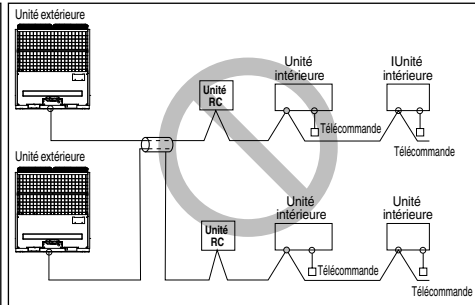 Unité extérieure
Unité
intérieure
IUnité
intérieure
Unité
RC
Télécommande
Télécommande
Unité extérieure
Unité
intérieure
Unité
intérieure
Unité
RC
Télécommande
Télécommande